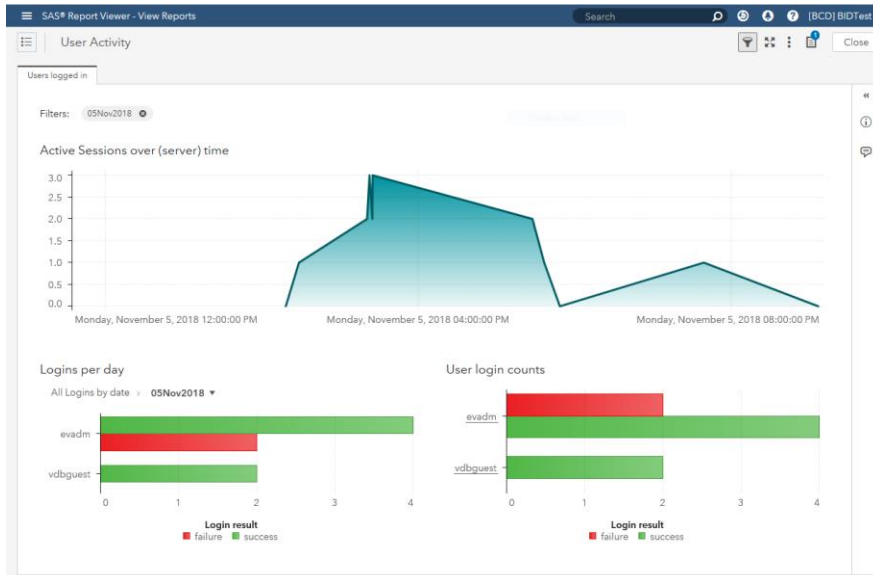 SAS® Report Viewer - View Reports
Search
[BCD] BIDTest
User Activity
1
Close
Users logged in
Filters: 05Nov2018
Active Sessions over (server) time
3.0
2.5
2.0
1.5
1.0
0.5
0.0
Monday, November 5, 2018 12:00:00 PM Monday, November 5, 2018 04:00:00 PM Monday, November 5, 2018 08:00:00 PM
Logins per day
All Logins by date › 05Nov2018
evadm
vdbguest
0 1 2 3 4
Login result
failure success
User login counts
evadm
vdbguest
0 1 2 3 4
Login result
failure success